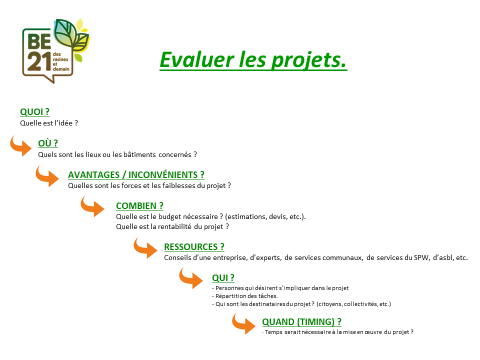 BE
21
des
racines
et
demain
Evaluer les projets.
QUOI ?
Quelle est l'idée ?
OÙ ?
Quels sont les lieux ou les bâtiments concernés ?
AVANTAGES / INCONVÉNIENTS ?
Quelles sont les forces et les faiblesses du projet ?
COMBIEN ?
Quelle est le budget nécessaire ? (estimations, devis, etc.).
Quelle est la rentabilité du projet ?
RESSOURCES ?
Conseils d'une entreprise, d'experts, de services communaux, de services du SPW, d'asbl, etc.
QUI ?
- Personnes qui désirent s'impliquer dans le projet
- Répartition des tâches.
- Qui sont les destinataires du projet ? (citoyens, collectivités, etc.)
QUAND (TIMING) ?
- Temps serait nécessaire à la mise en œuvre du projet ?